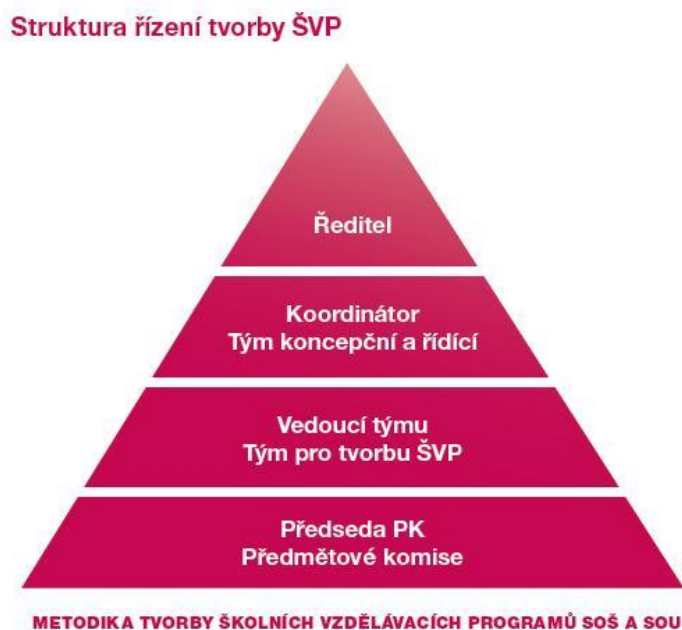 Struktura řízení tvorby ŠVP
Ředitel
Koordinátor
Tým koncepční a řídící
Vedoucí týmu
Tým pro tvorbu ŠVP
Předseda PK
Předmětové komise
METODIKA TVORBY ŠKOLNÍCH VZDĚLÁVACÍCH PROGRAMŮ SOŠ A SOU